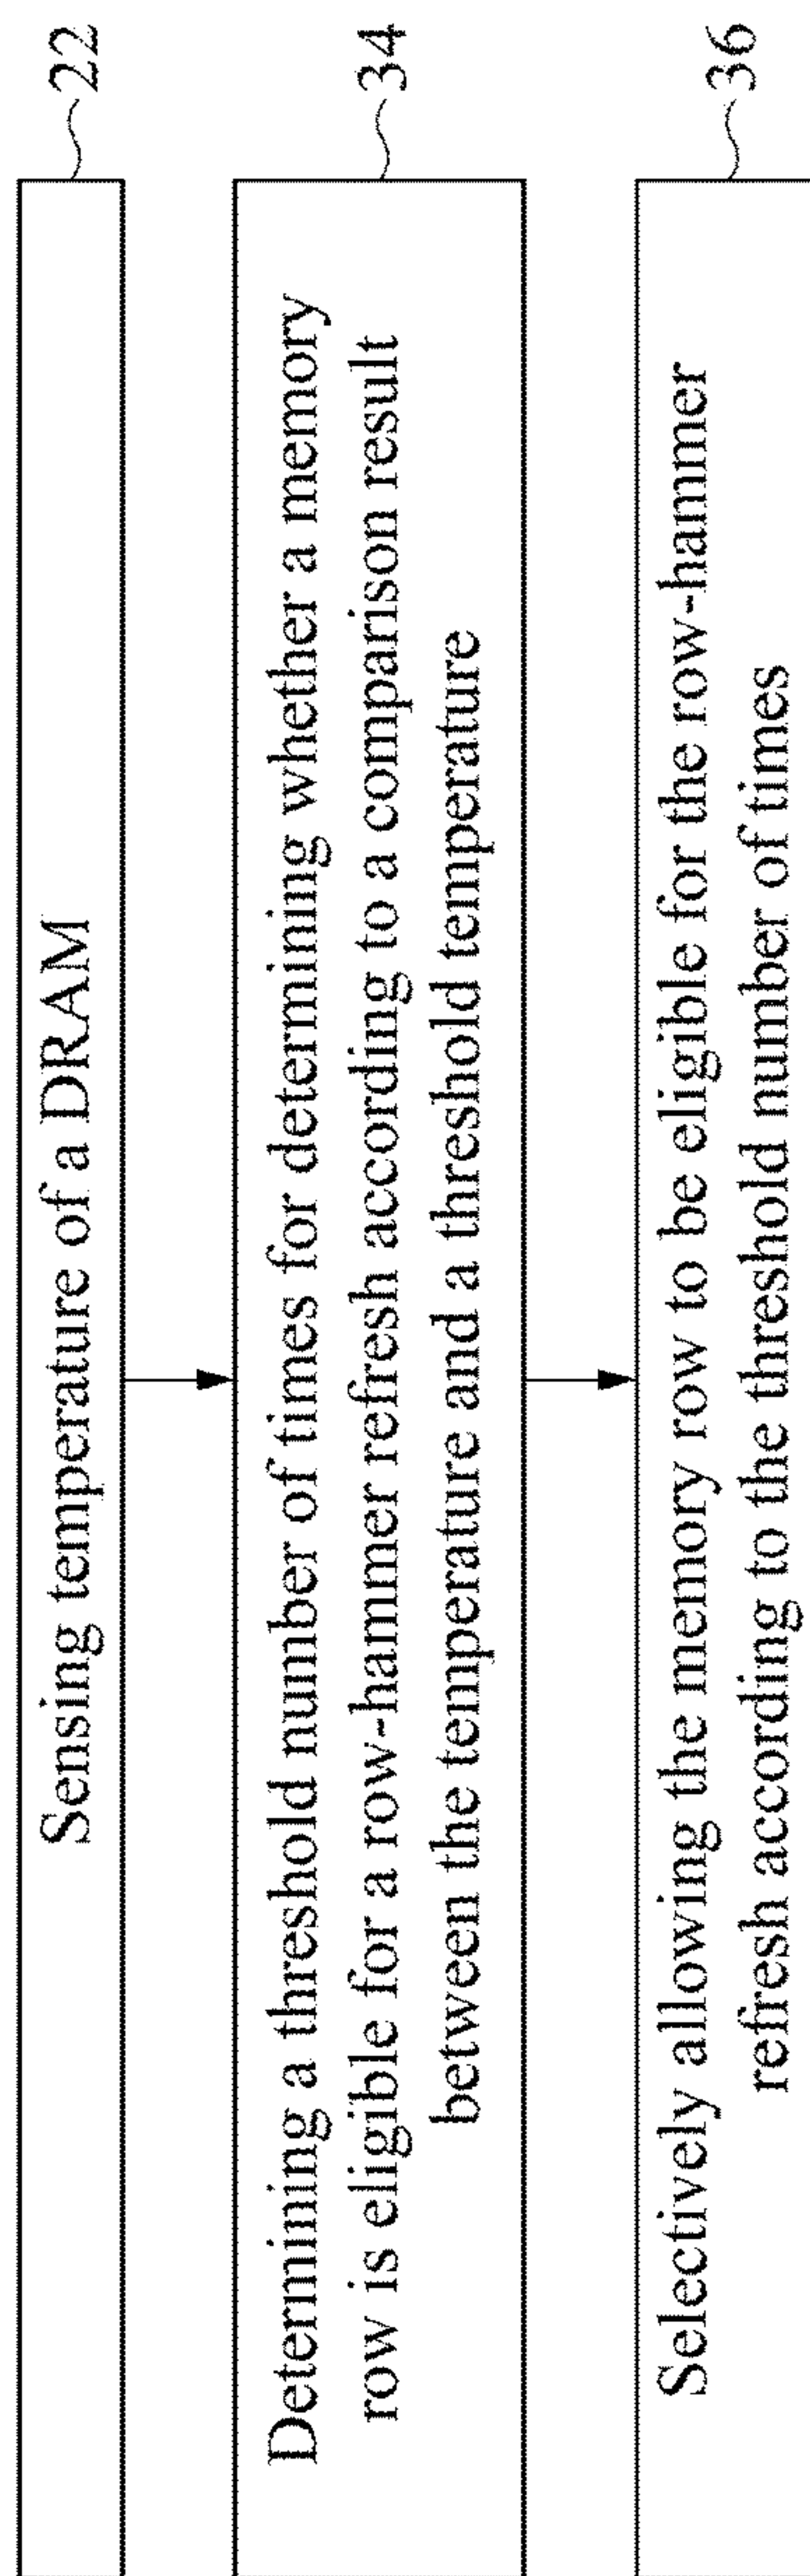 Sensing temperature of a DRAM
22
Determining a threshold number of times for determining whether a memory
row is eligible for a row-hammer refresh according to a comparison result
between the temperature and a threshold temperature
34
Selectively allowing the memory row to be eligible for the row-hammer
refresh according to the threshold number of times
36